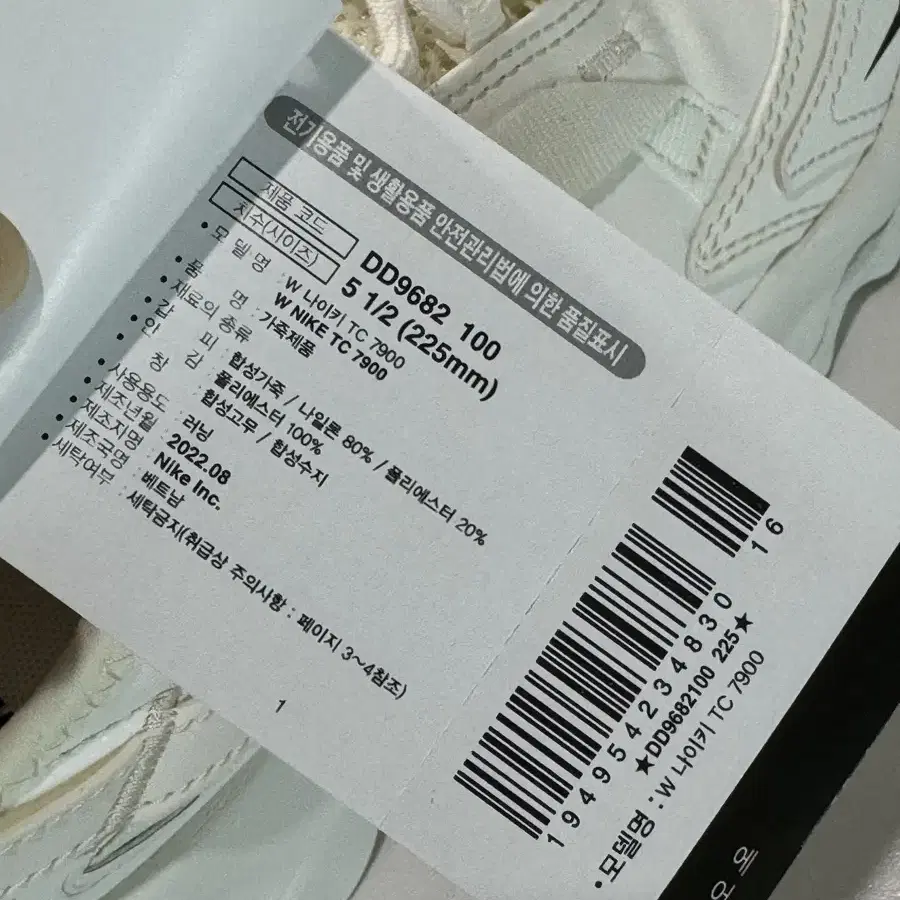 전기용품 및 생활용품 안전관리법에 의한 품질표시
제품 코드 DD9682 100
치수(사이즈) 5 1/2 (225mm)
• 모델명 : W 나이키 TC 7900
W NIKE TC 7900
• 품 명 : 가죽제품
• 재료의 종류
• 겉 피 : 합성가죽 / 나일론 80% / 폴리에스터 20%
• 안 감 : 폴리에스터 100%
• 창 : 합성고무 / 합성수지
• 사용용도 : 러닝
• 제조년월 : 2022.08
• 제조자명 : Nike Inc.
• 제조국명 : 베트남
• 세탁여부 : 세탁금지(취급상 주의사항 : 페이지 3~4참조)
1
194954234830 16
★DD9682100 225★
• 모델명 : W 나이키 TC 7900